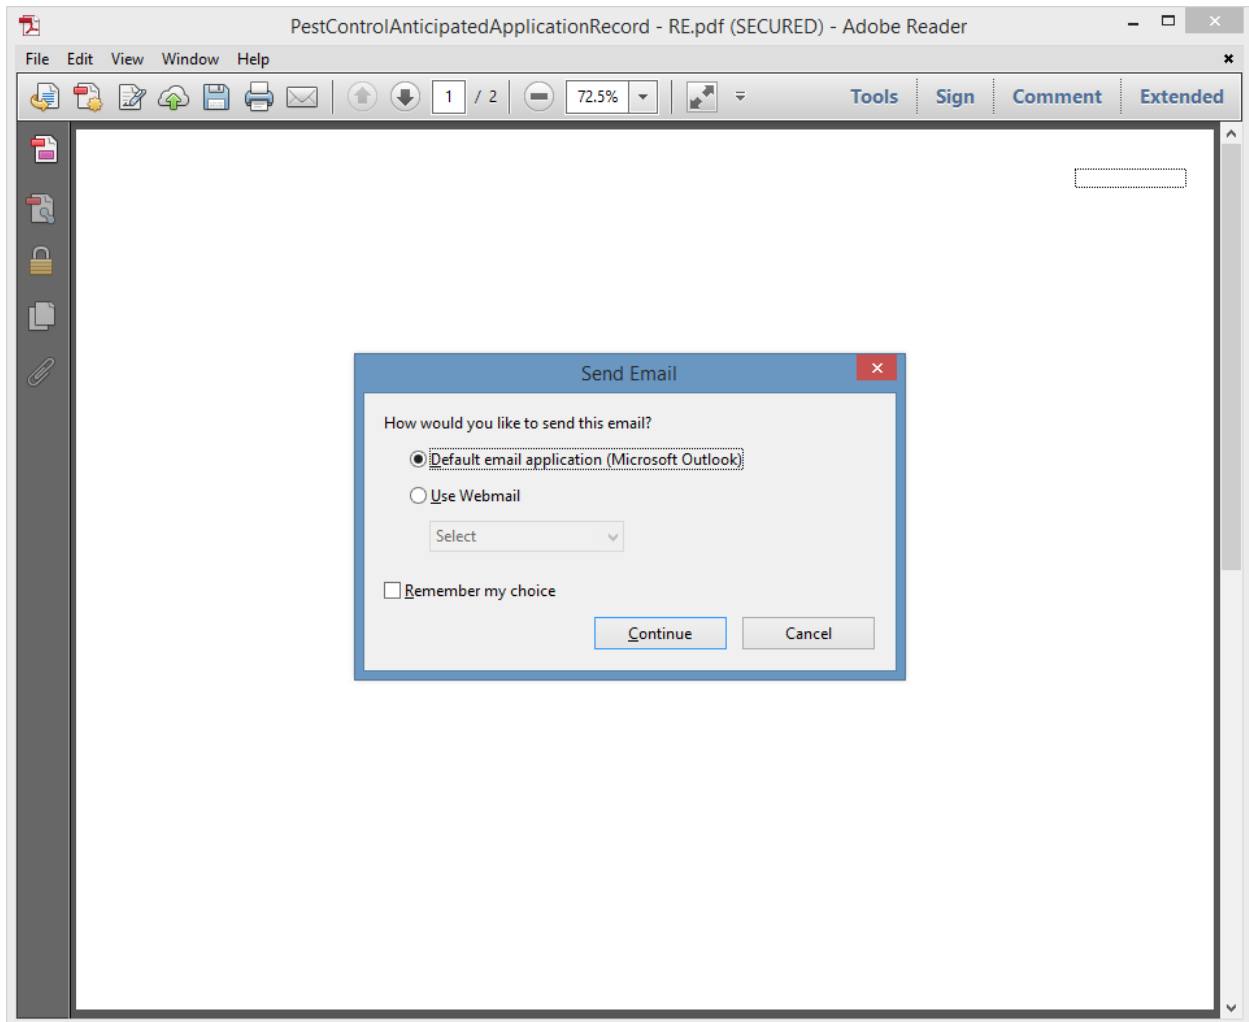 PestControlAnticipatedApplicationRecord - RE.pdf (SECURED) - Adobe Reader
File Edit View Window Help
1 / 2 72.5% Tools Sign Comment Extended
Send Email
How would you like to send this email?
Default email application (Microsoft Outlook)
Use Webmail
Select
Remember my choice
Continue Cancel